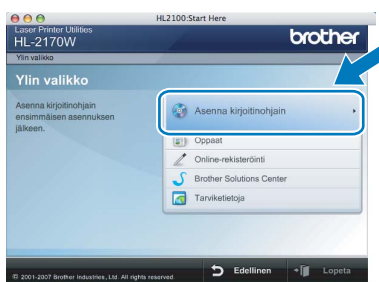 HL2100:Start Here
Laser Printer Utilities
HL-2170W
brother
Ylin valikko
Ylin valikko
Asenna kirjoitinohjain
ensimmäisen asennuksen
jälkeen.
Asenna kirjoitinohjain
Oppaat
Online-rekisteröinti
Brother Solutions Center
Tarviketietoja
© 2001-2007 Brother Industries, Ltd. All rights reserved.
Edellinen
Lopeta